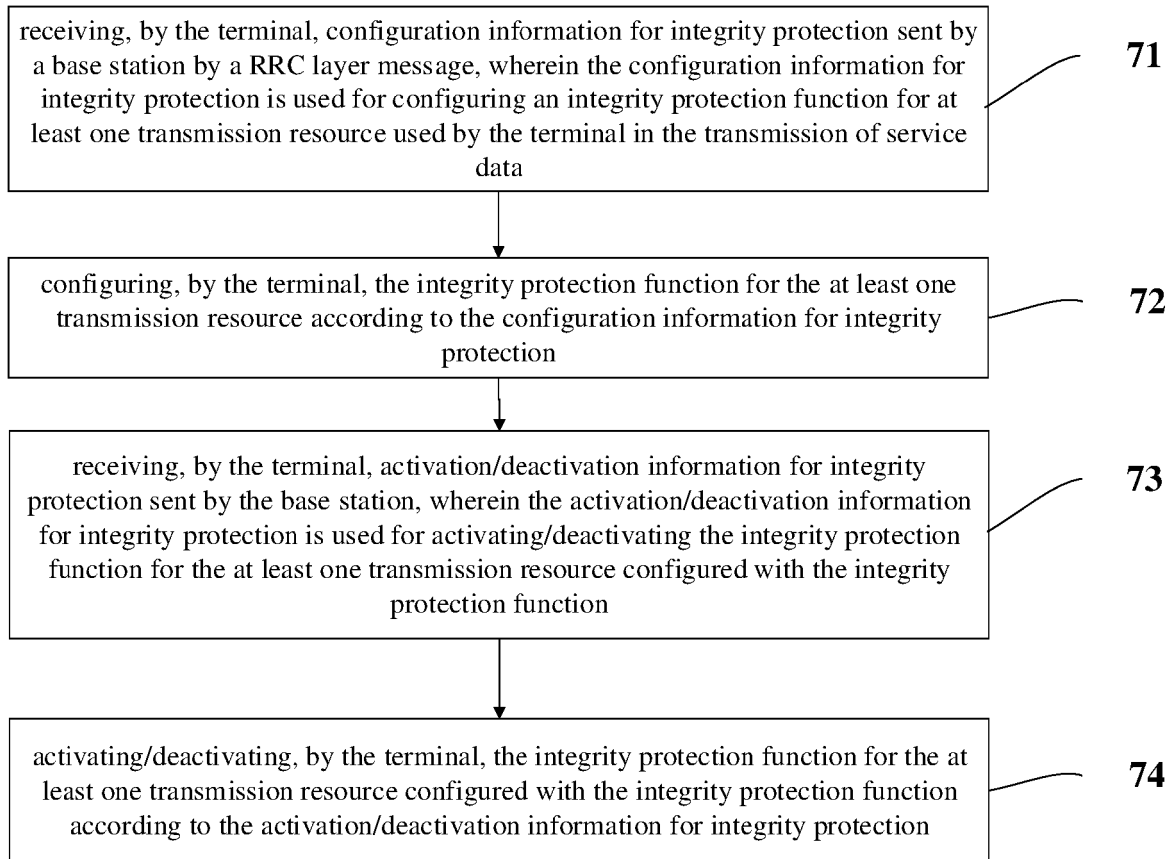 receiving, by the terminal, configuration information for integrity protection sent by
a base station by a RRC layer message, wherein the configuration information for
integrity protection is used for configuring an integrity protection function for at
least one transmission resource used by the terminal in the transmission of service
data
71
configuring, by the terminal, the integrity protection function for the at least one
transmission resource according to the configuration information for integrity
protection
72
receiving, by the terminal, activation/deactivation information for integrity
protection sent by the base station, wherein the activation/deactivation information
for integrity protection is used for activating/deactivating the integrity protection
function for the at least one transmission resource configured with the integrity
protection function
73
activating/deactivating, by the terminal, the integrity protection function for the at
least one transmission resource configured with the integrity protection function
according to the activation/deactivation information for integrity protection
74